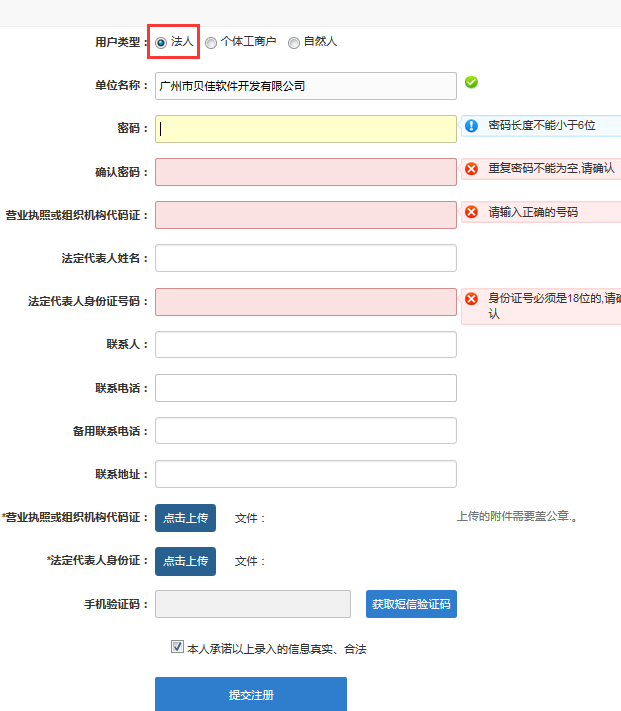 用户类型： 法人 个体工商户 自然人
单位名称： 广州市贝佳软件开发有限公司
密码： 密码长度不能小于6位
确认密码： 重复密码不能为空,请确认
营业执照或组织机构代码证： 请输入正确的号码
法定代表人姓名：
法定代表人身份证号码： 身份证号必须是18位的,请确
认
联系人：
联系电话：
备用联系电话：
联系地址：
*营业执照或组织机构代码证： 点击上传 文件： 上传的附件需要盖公章.。
*法定代表人身份证： 点击上传 文件：
手机验证码： 获取短信验证码
本人承诺以上录入的信息真实、合法
提交注册